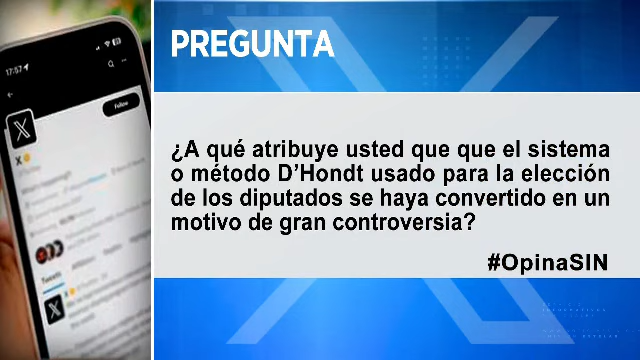 PREGUNTA
17:57
Follow
X
¿A qué atribuye usted que que el sistema
o método D'Hondt usado para la elección
de los diputados se haya convertido en un
motivo de gran controversia?
#OpinaSIN
Tweets